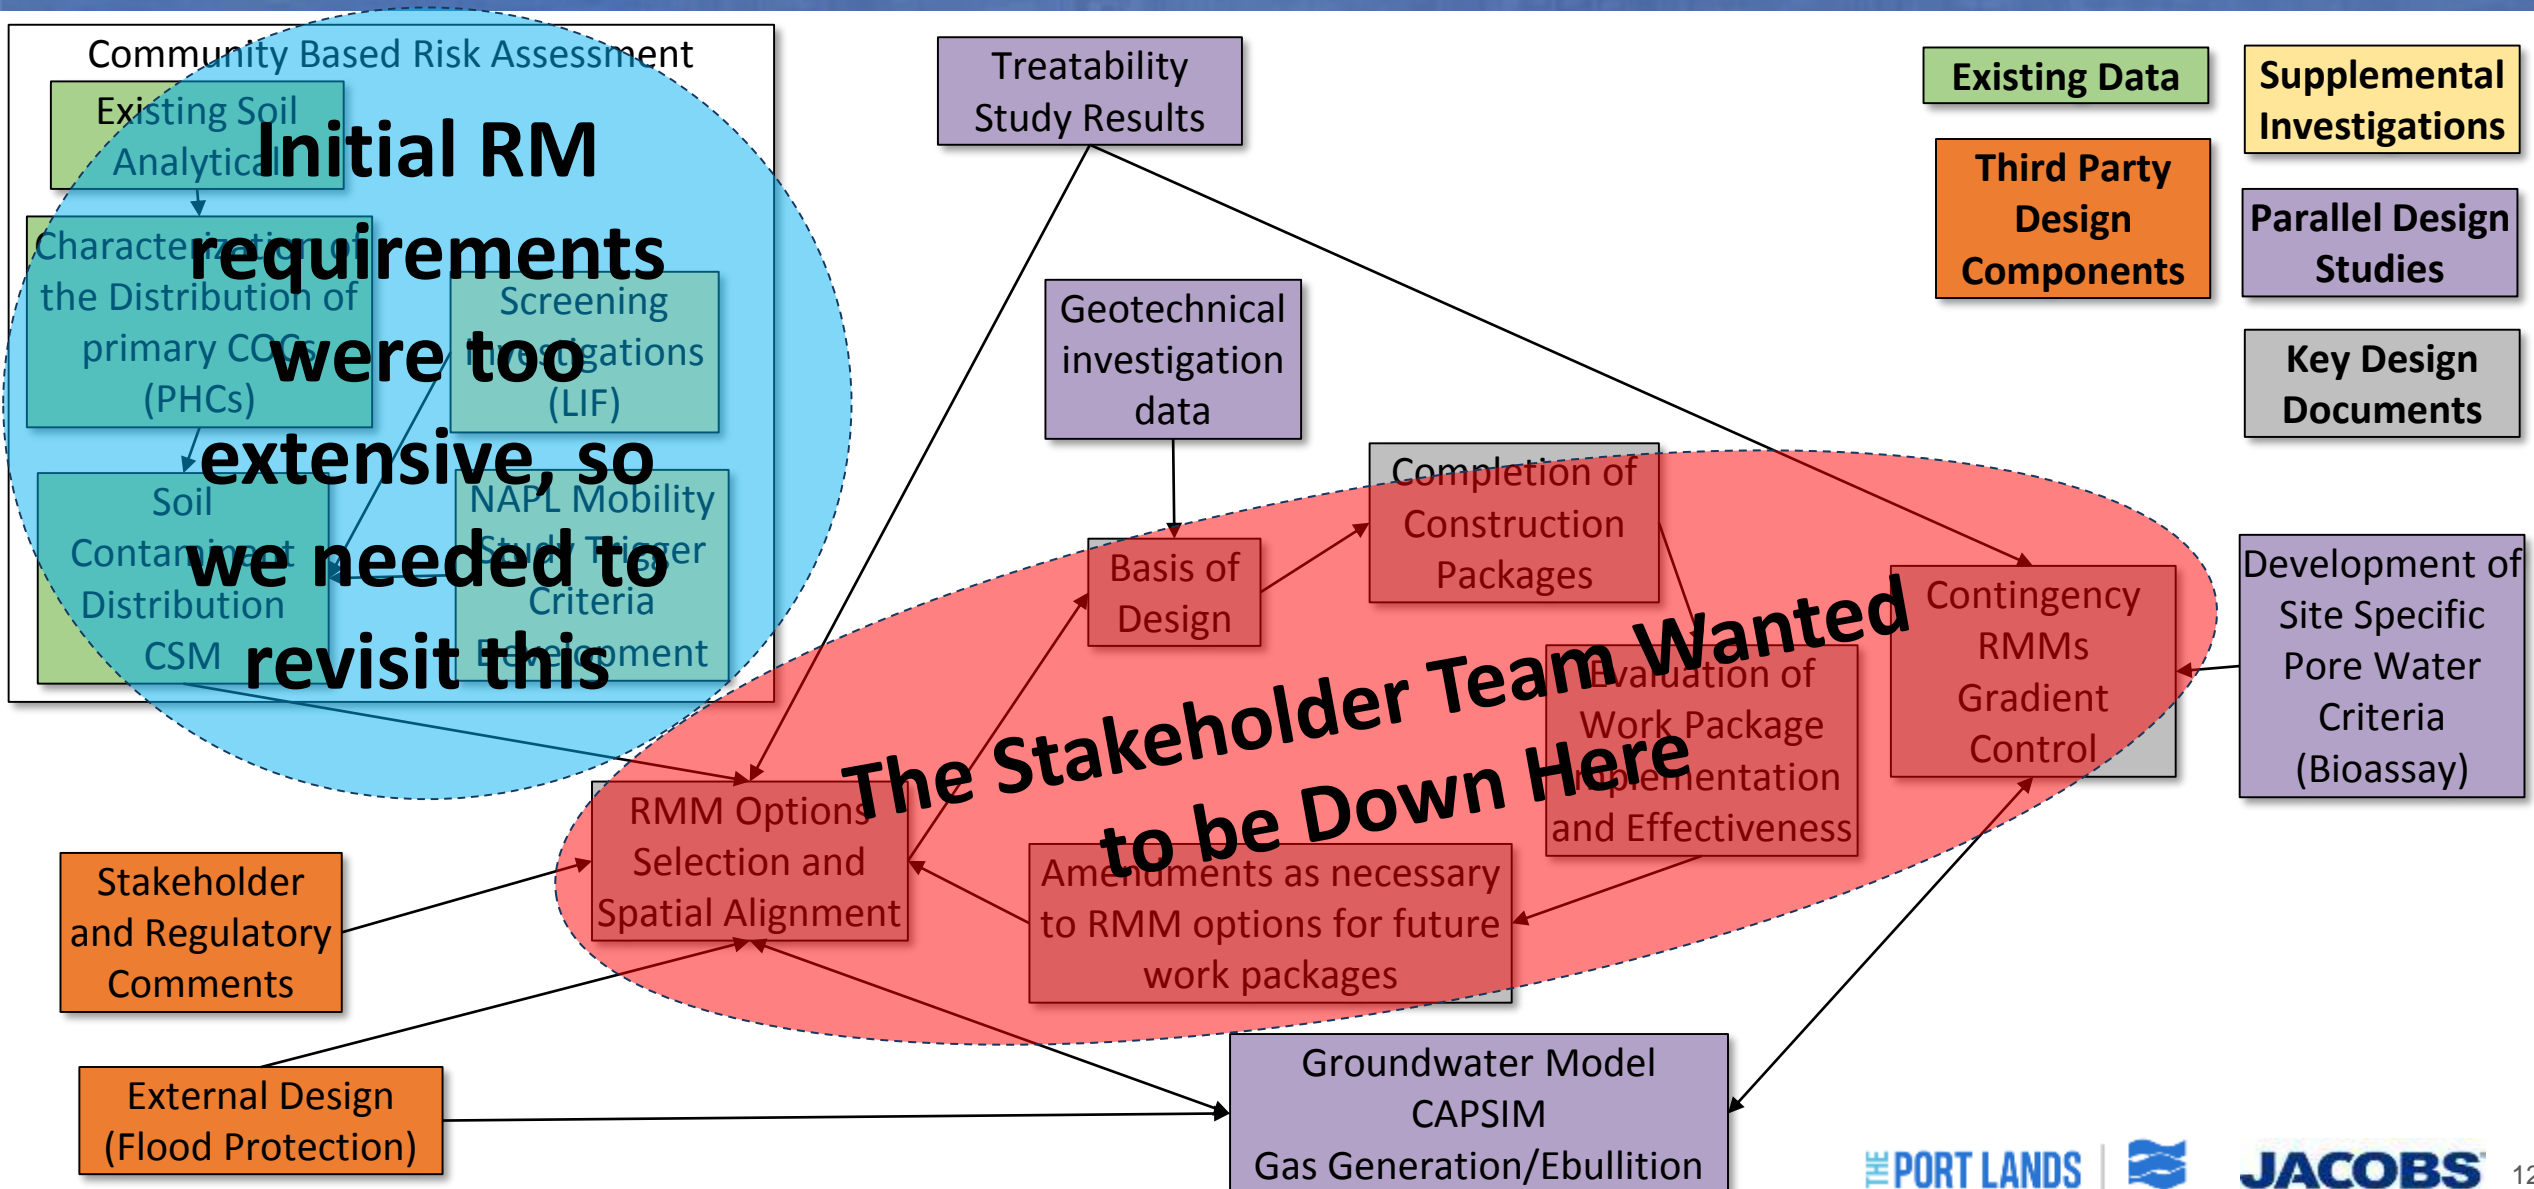 Community Based Risk Assessment
Existing Soil
Analytical
Characterization of
the Distribution of
primary COCs
(PHCs)
Screening
Investigations
(LIF)
Soil
Contaminant
Distribution
CSM
NAPL Mobility
Study Trigger
Criteria
Development
Initial RM
requirements
were too
extensive, so
we needed to
revisit this
Treatability
Study Results
Geotechnical
investigation
data
Existing Data
Supplemental
Investigations
Third Party
Design
Components
Parallel Design
Studies
Key Design
Documents
Basis of
Design
Completion of
Construction
Packages
Contingency
RMMs
Gradient
Control
Development of
Site Specific
Pore Water
Criteria
(Bioassay)
Evaluation of
Work Package
Implementation
and Effectiveness
The Stakeholder Team Wanted
to be Down Here
RMM Options
Selection and
Spatial Alignment
Amendments as necessary
to RMM options for future
work packages
Stakeholder
and Regulatory
Comments
External Design
(Flood Protection)
Groundwater Model
CAPSIM
Gas Generation/Ebullition
THE PORT LANDS
JACOBS
12